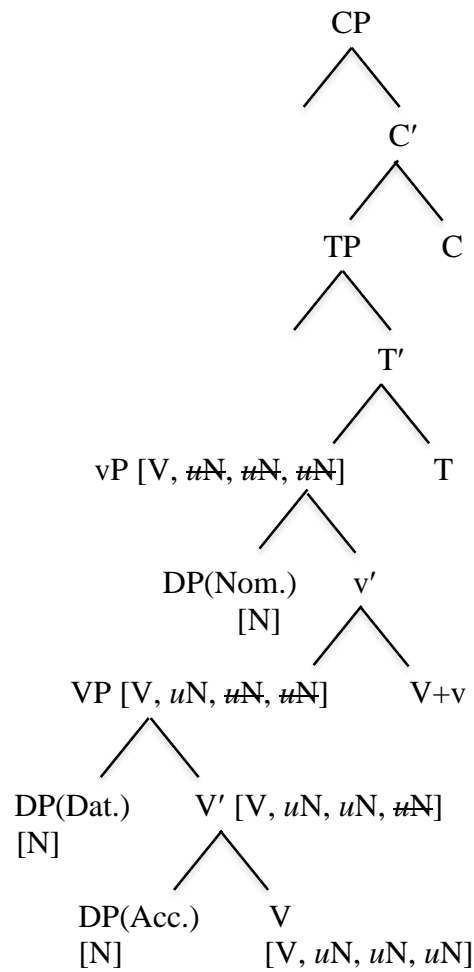 CP
C′
TP C
T′
vP [V, uN, uN, uN] T
DP(Nom.) v′
[N]
VP [V, uN, uN, uN] V+v
DP(Dat.) V′ [V, uN, uN, uN]
[N]
DP(Acc.) V
[N] [V, uN, uN, uN]